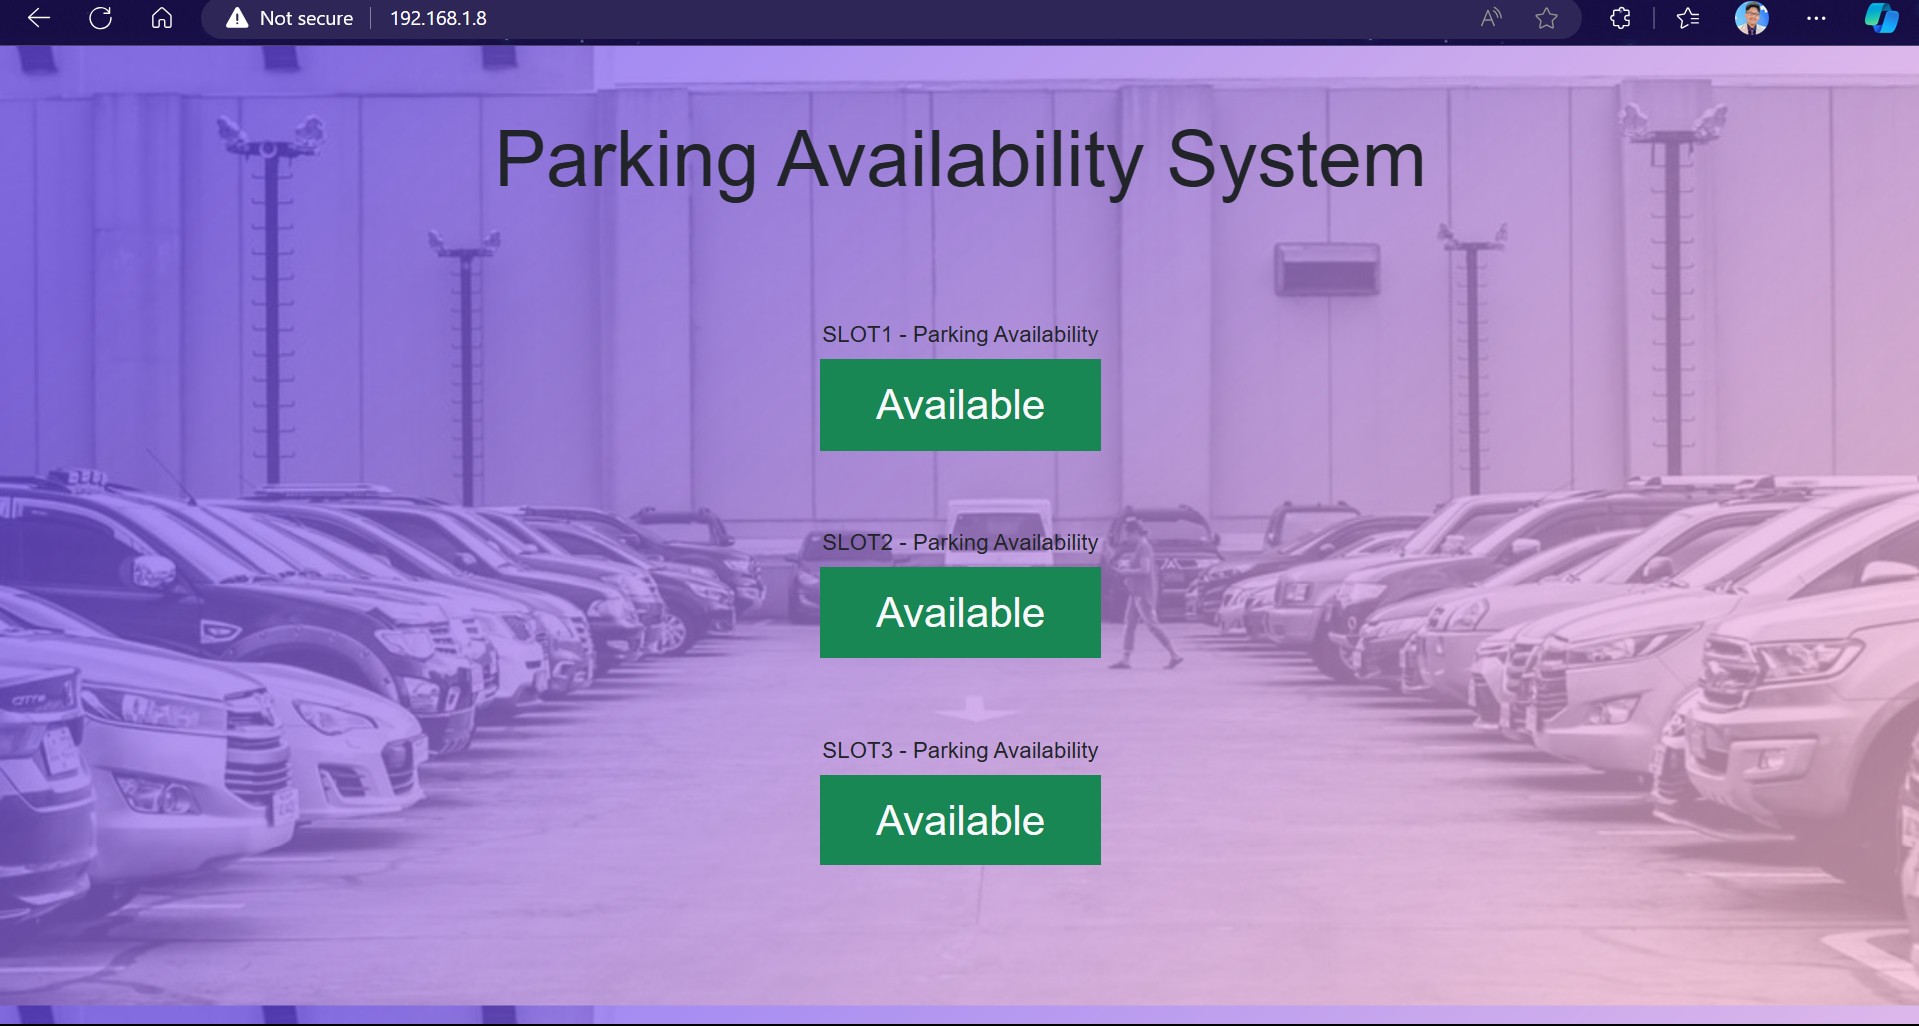 Not secure
192.168.1.8
Parking Availability System
SLOT1 - Parking Availability
Available
SLOT2 - Parking Availability
Available
SLOT3 - Parking Availability
Available